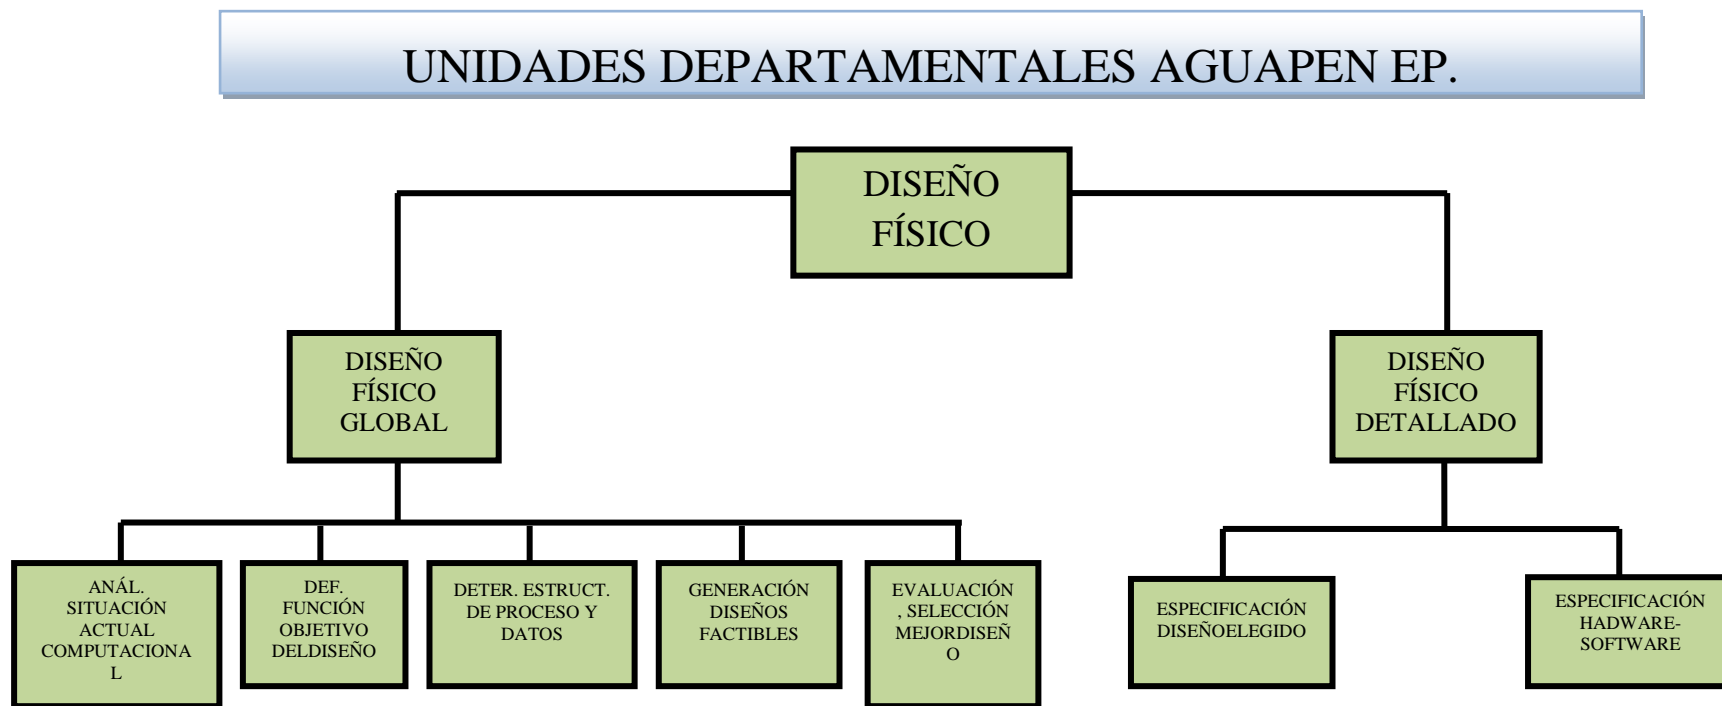 UNIDADES DEPARTAMENTALES AGUAPEN EP.
DISEÑO
FÍSICO
DISEÑO
FÍSICO
GLOBAL
DISEÑO
FÍSICO
DETALLADO
ANÁL.
SITUACIÓN
ACTUAL
COMPUTACIONA
L
DEF.
FUNCIÓN
OBJETIVO
DELDISEÑO
DETER. ESTRUCT.
DE PROCESO Y
DATOS
GENERACIÓN
DISEÑOS
FACTIBLES
EVALUACIÓN
, SELECCIÓN
MEJORDISEÑ
O
ESPECIFICACIÓN
DISEÑOELEGIDO
ESPECIFICACIÓN
HADWARE-
SOFTWARE